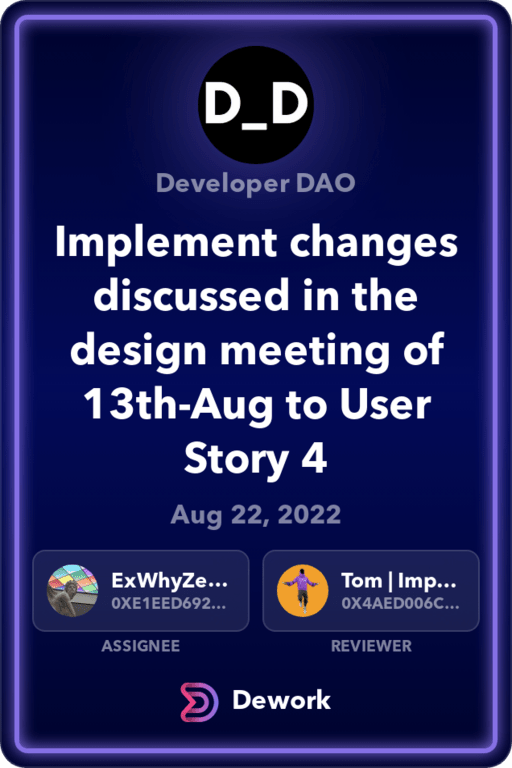 D_D
Developer DAO
Implement changes
discussed in the
design meeting of
13th-Aug to User
Story 4
Aug 22, 2022
ExWhyZe... Tom | Imp...
0XE1EED692... 0X4AED006C...
ASSIGNEE REVIEWER
Dework